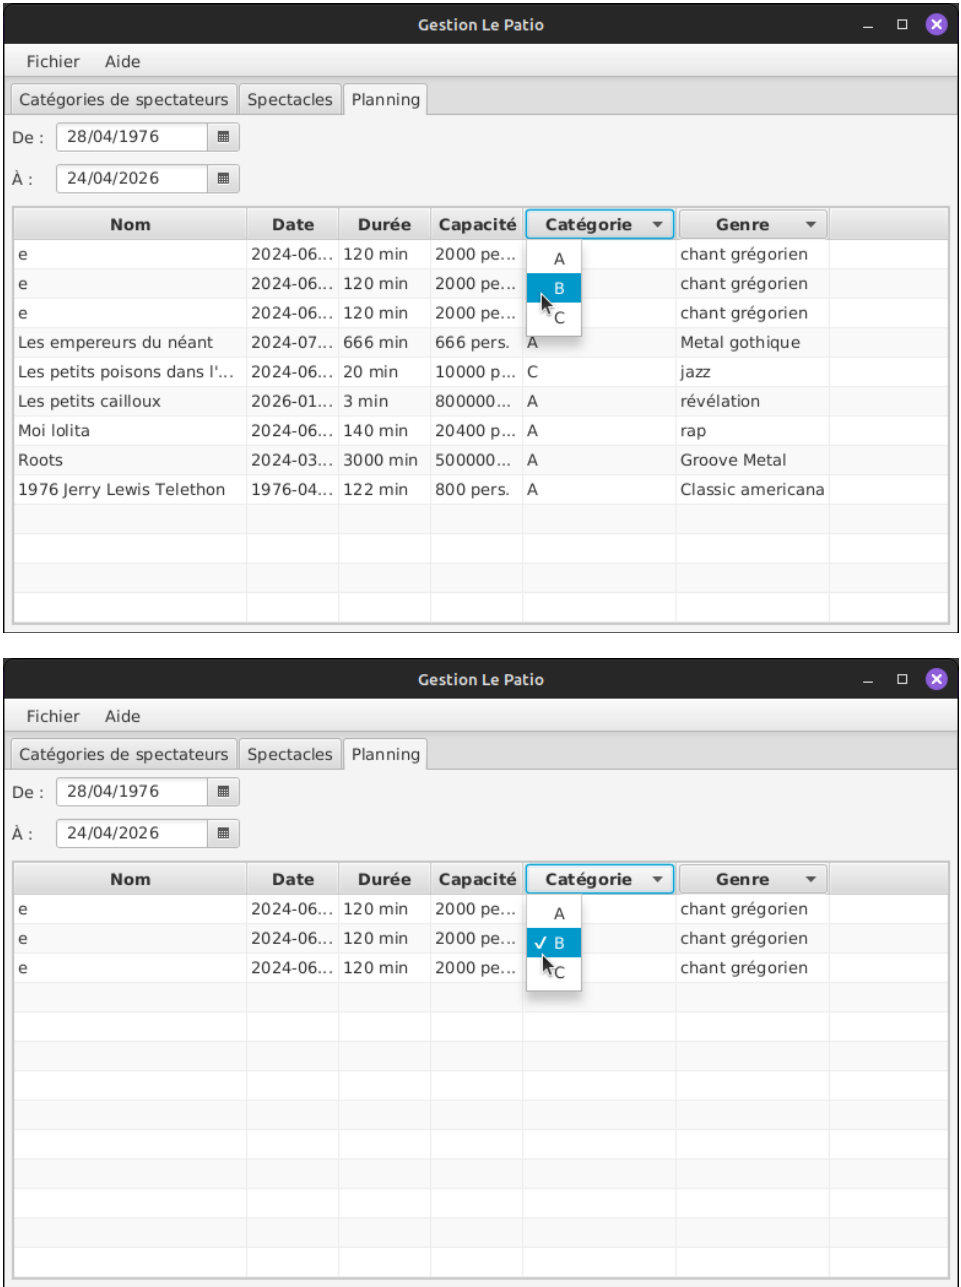 Gestion Le Patio
Fichier Aide
Catégories de spectateurs Spectacles Planning
De : 28/04/1976
À : 24/04/2026
Nom Date Durée Capacité Catégorie Genre
e 2024-06... 120 min 2000 pe... A chant grégorien
e 2024-06... 120 min 2000 pe... B chant grégorien
e 2024-06... 120 min 2000 pe... C chant grégorien
Les empereurs du néant 2024-07... 666 min 666 pers. A Metal gothique
Les petits poisons dans l'... 2024-06... 20 min 10000 p... C jazz
Les petits cailloux 2026-01... 3 min 800000... A révélation
Moi lolita 2024-06... 140 min 20400 p... A rap
Roots 2024-03... 3000 min 500000... A Groove Metal
1976 Jerry Lewis Telethon 1976-04... 122 min 800 pers. A Classic americana
Gestion Le Patio
Fichier Aide
Catégories de spectateurs Spectacles Planning
De : 28/04/1976
À : 24/04/2026
Nom Date Durée Capacité Catégorie Genre
e 2024-06... 120 min 2000 pe... A chant grégorien
e 2024-06... 120 min 2000 pe... B chant grégorien
e 2024-06... 120 min 2000 pe... C chant grégorien